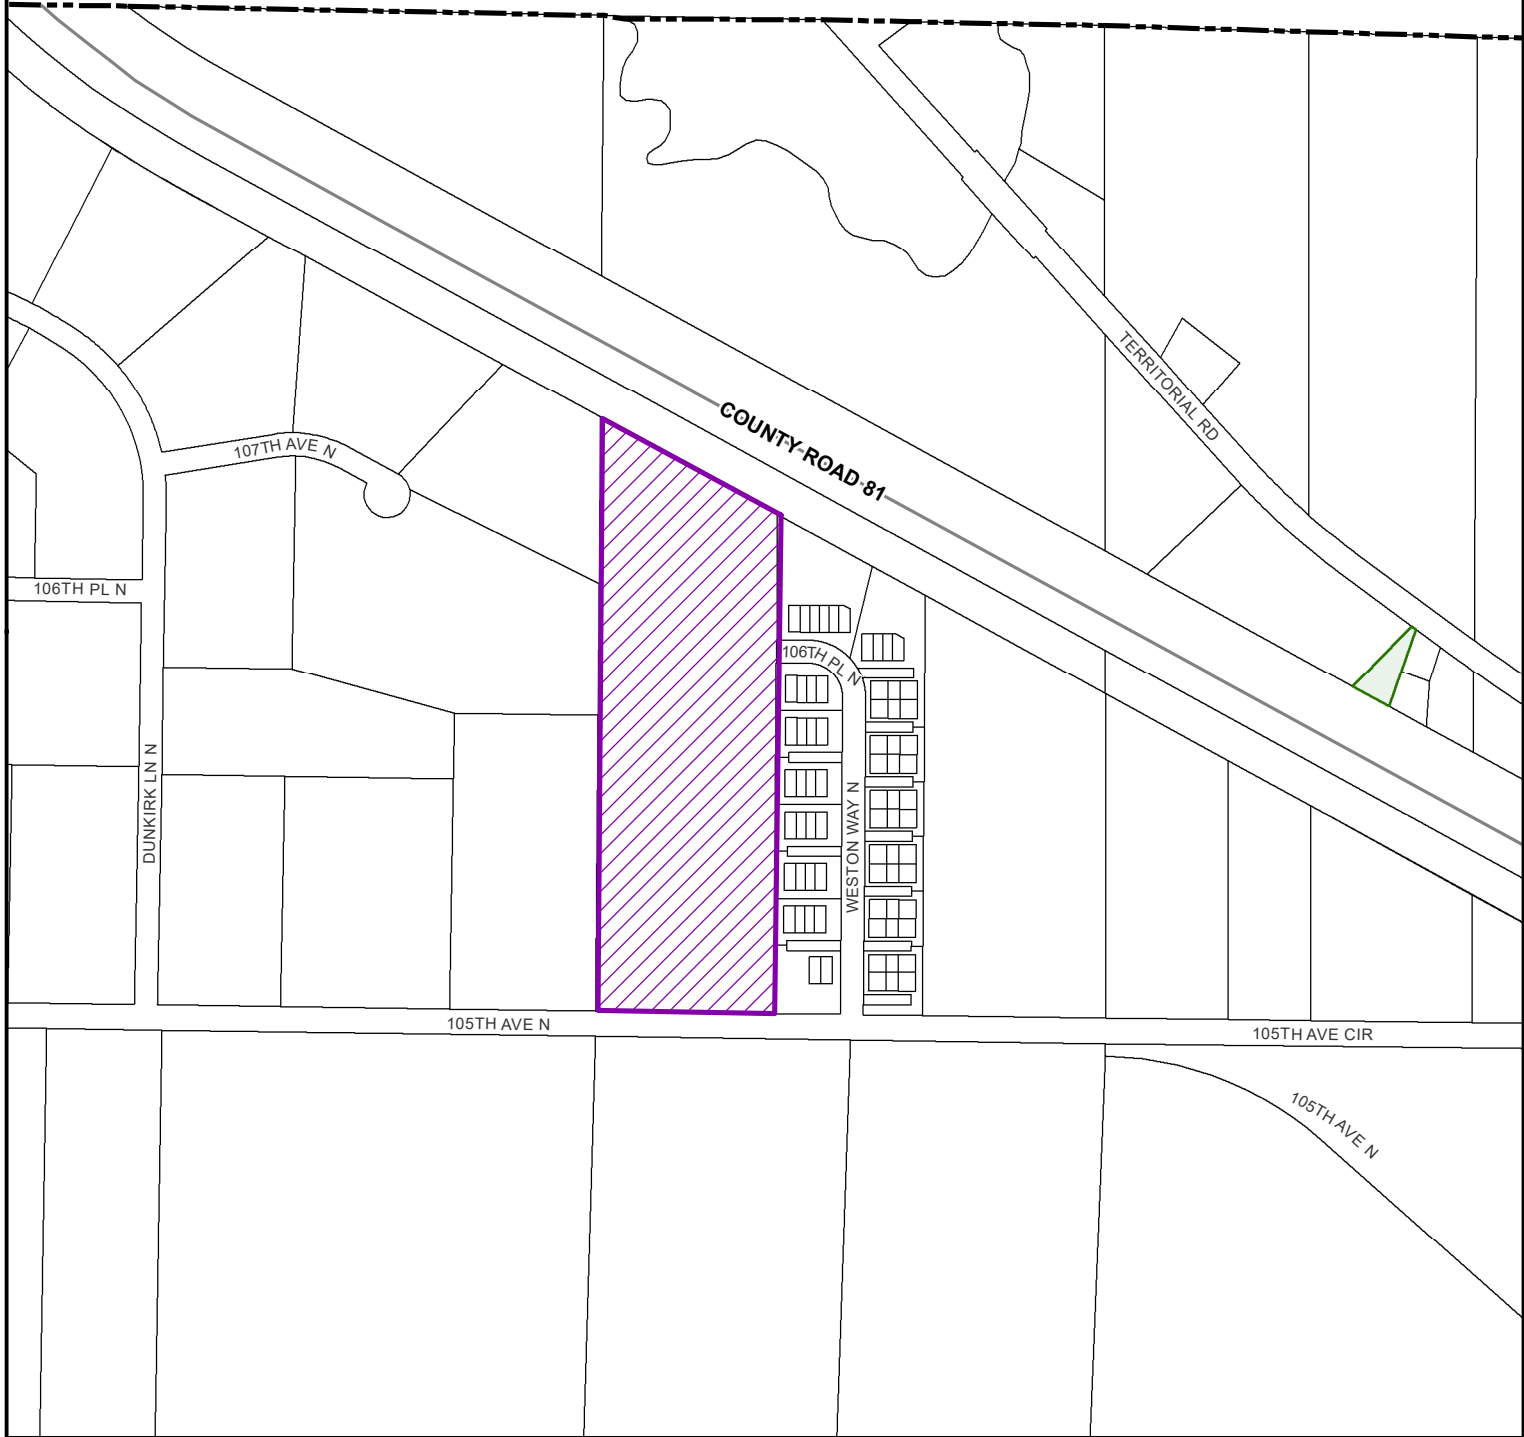 TERRITORIAL RD
COUNTY ROAD 81
107TH AVE N
106TH PL N
106TH PL N
DUNKIRK LN N
WESTON WAY N
105TH AVE N
105TH AVE CIR
105TH AVE N